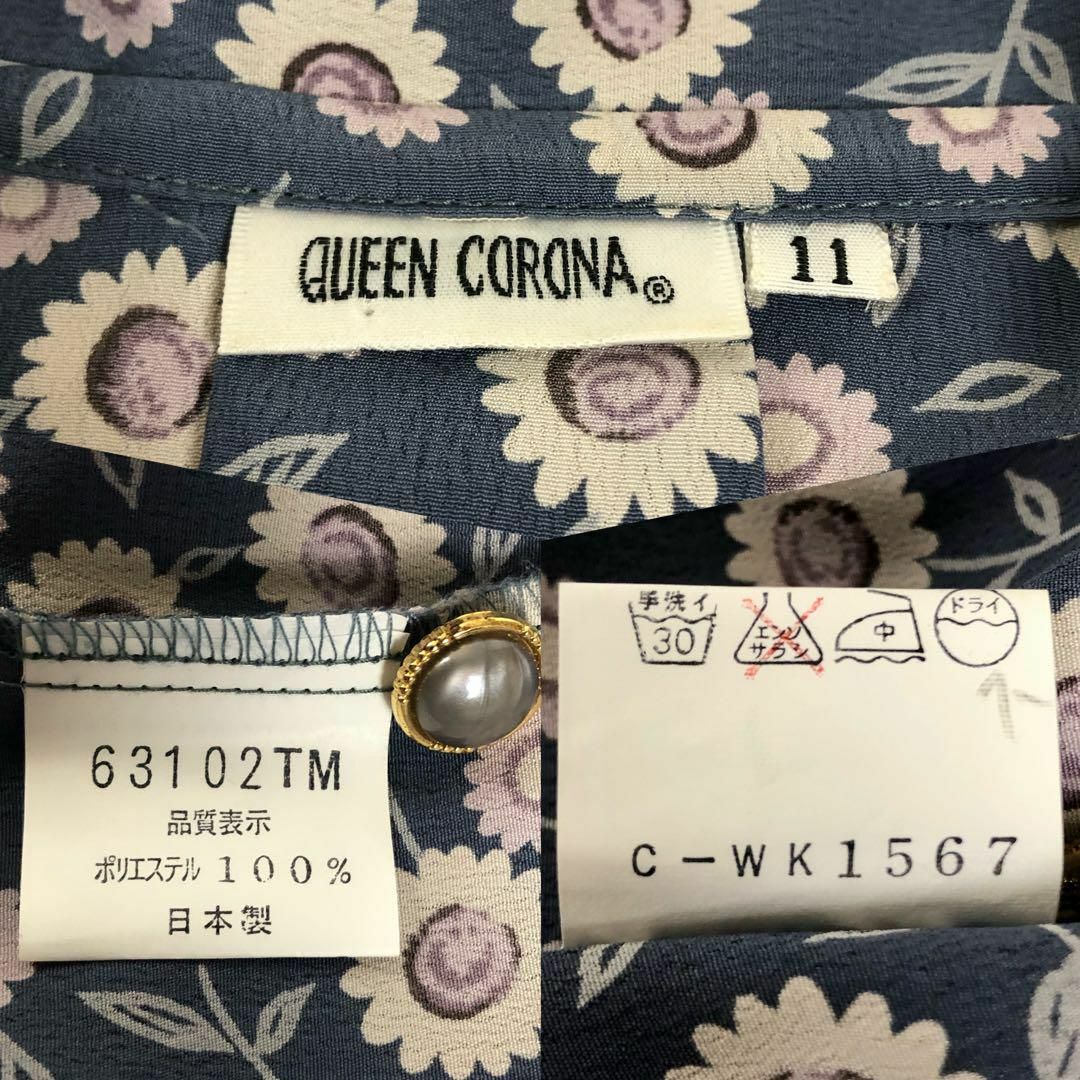 QUEEN CORONA®
11
63102TM
品質表示
ポリエステル 100%
日本製
手洗イ
30
エンソ
サラシ
中
ドライ
C-WK1567